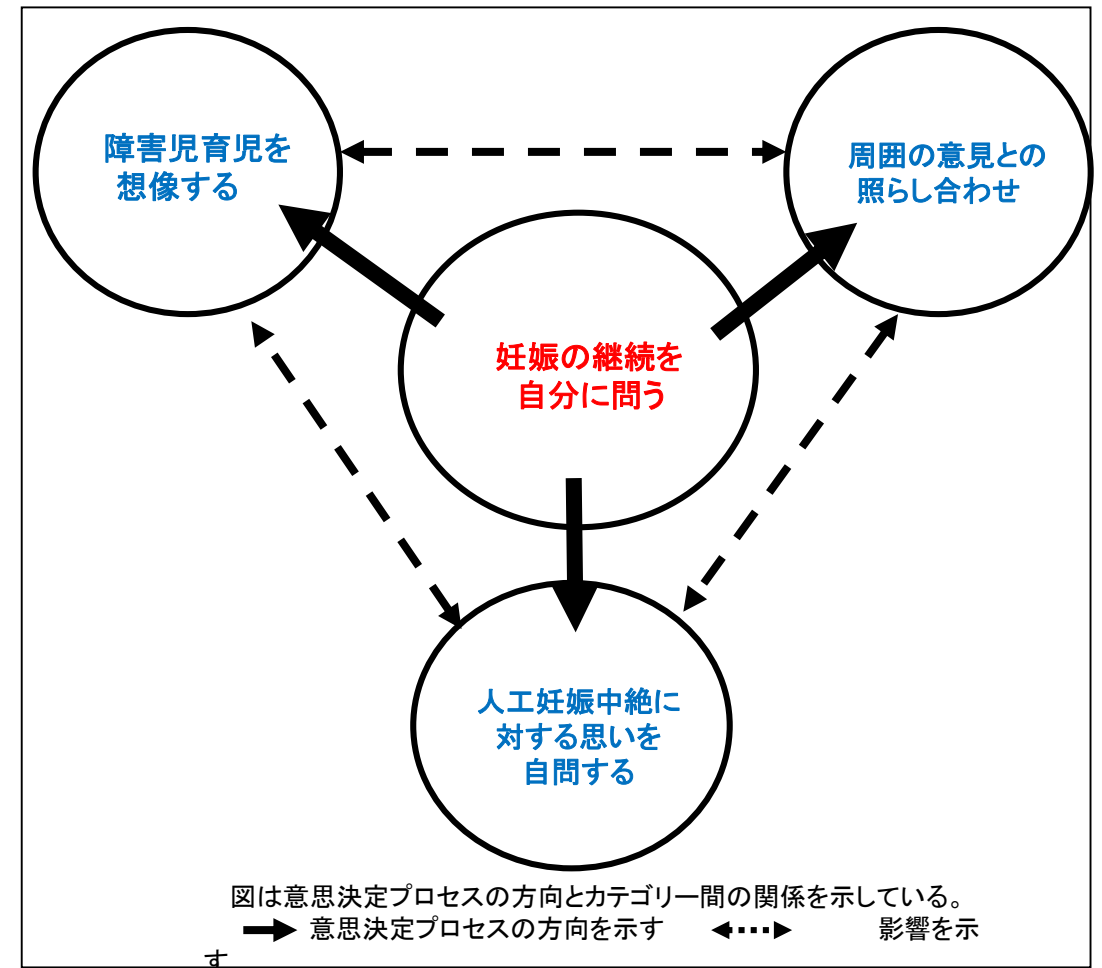 障害児育児を
想像する
周囲の意見との
照らし合わせ
妊娠の継続を
自分に問う
人工妊娠中絶に
対する思いを
自問する
図は意思決定プロセスの方向とカテゴリー間の関係を示している。
意思決定プロセスの方向を示す 影響を示
す